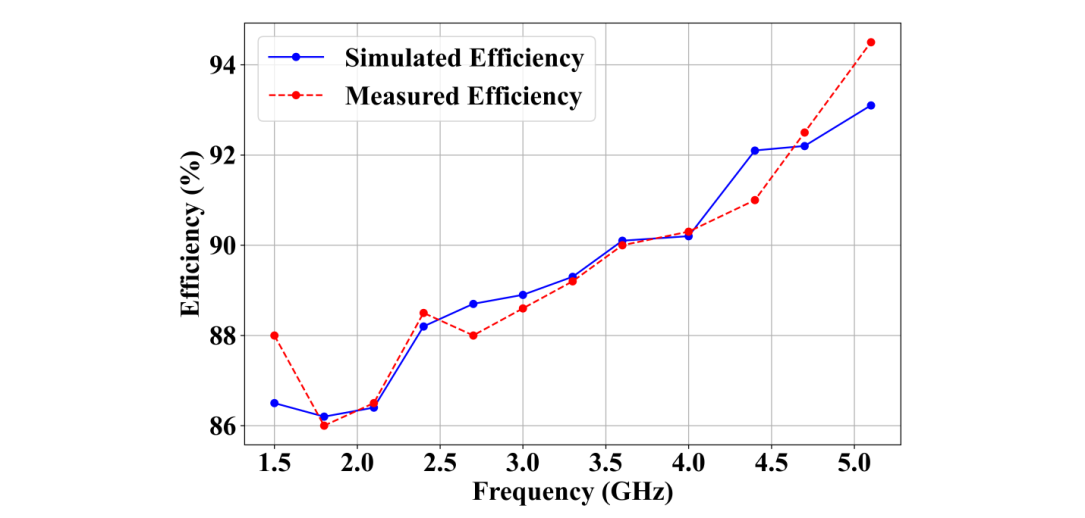 Simulated Efficiency
Measured Efficiency
94
92
90
88
86
Efficiency (%)
1.5 2.0 2.5 3.0 3.5 4.0 4.5 5.0
Frequency (GHz)